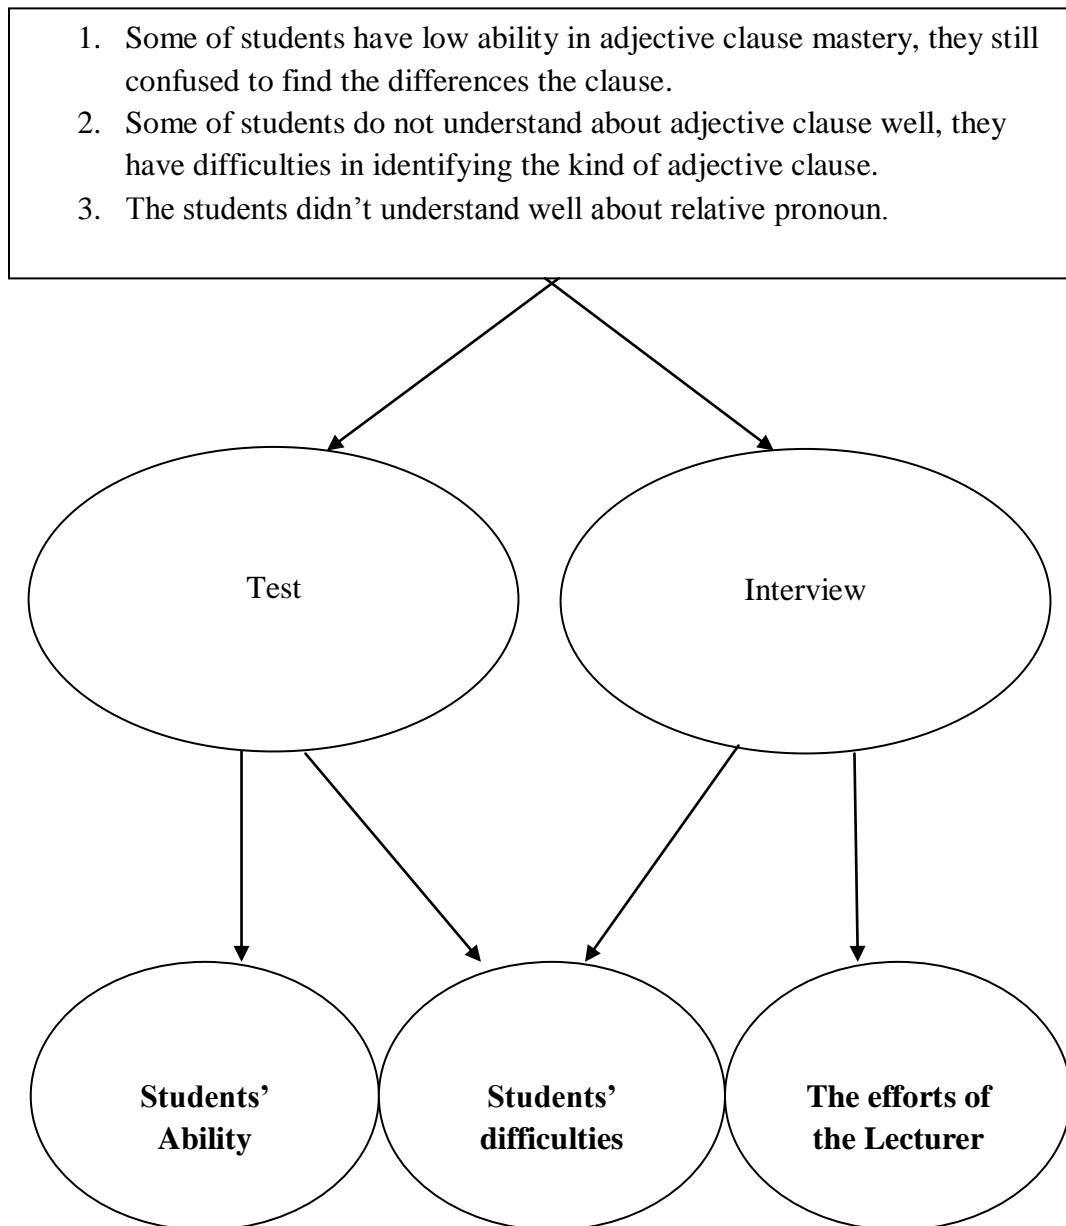 1. Some of students have low ability in adjective clause mastery, they still
confused to find the differences the clause.
2. Some of students do not understand about adjective clause well, they
have difficulties in identifying the kind of adjective clause.
3. The students didn’t understand well about relative pronoun.
Test
Interview
Students’
Ability
Students’
difficulties
The efforts of
the Lecturer